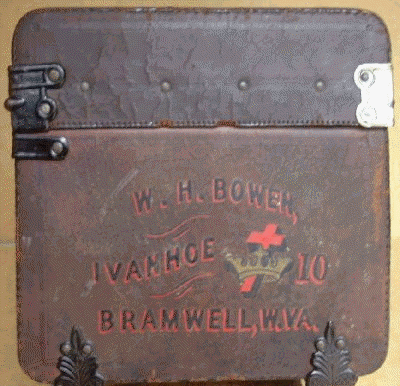 W. H. BOWEN,
IVANHOE 10
BRAMWELL, W. VA.